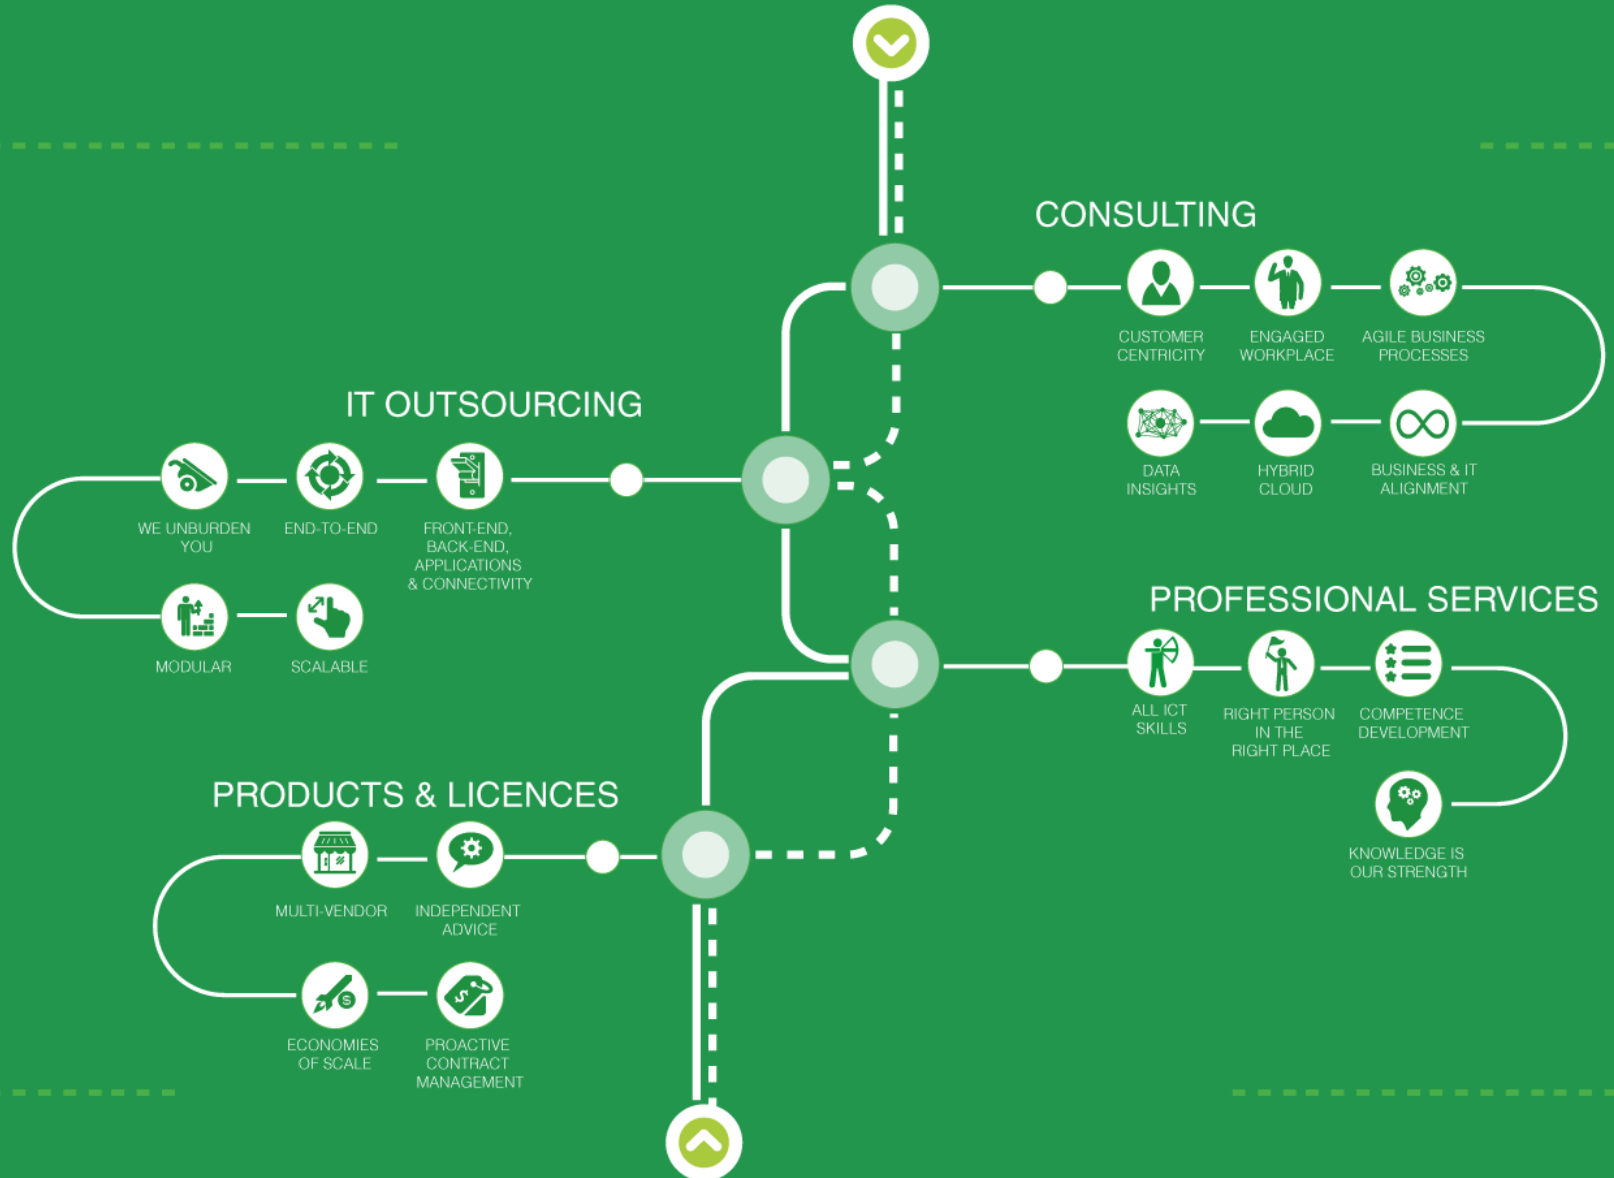 CONSULTING
CUSTOMER
CENTRICITY
ENGAGED
WORKPLACE
AGILE BUSINESS
PROCESSES
DATA
INSIGHTS
HYBRID
CLOUD
BUSINESS & IT
ALIGNMENT
IT OUTSOURCING
WE UNBURDEN
YOU
END-TO-END
FRONT-END,
BACK-END,
APPLICATIONS
& CONNECTIVITY
MODULAR
SCALABLE
PROFESSIONAL SERVICES
ALL ICT
SKILLS
RIGHT PERSON
IN THE
RIGHT PLACE
COMPETENCE
DEVELOPMENT
KNOWLEDGE IS
OUR STRENGTH
PRODUCTS & LICENCES
MULTI-VENDOR
INDEPENDENT
ADVICE
ECONOMIES
OF SCALE
PROACTIVE
CONTRACT
MANAGEMENT